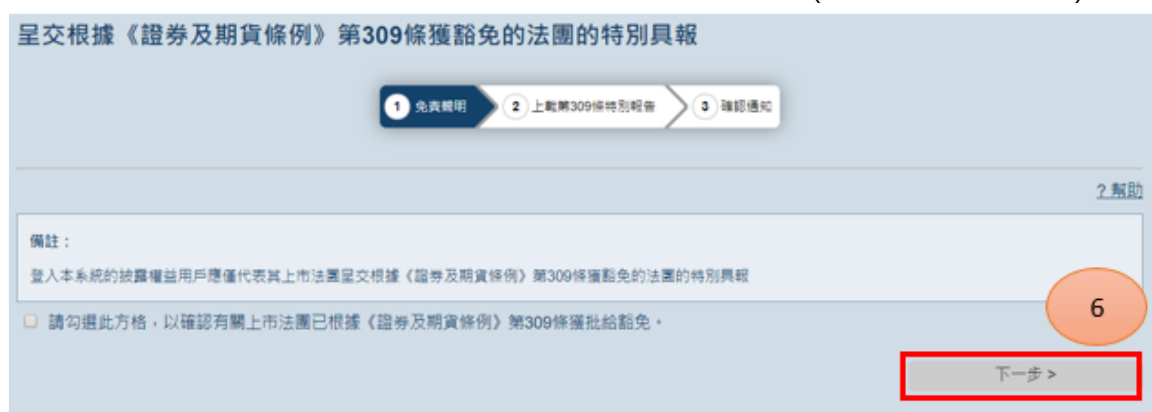 呈交根據《證券及期貨條例》第309條獲豁免的法團的特別具報
1 免責聲明 2 上載第309條特別報告 3 確認通知
? 幫助
備註：
登入本系統的披露權益用戶應僅代表其上市法團呈交根據《證券及期貨條例》第309條獲豁免的法團的特別具報
請勾選此方格，以確認有關上市法團已根據《證券及期貨條例》第309條獲批給豁免。
6
下一步 >